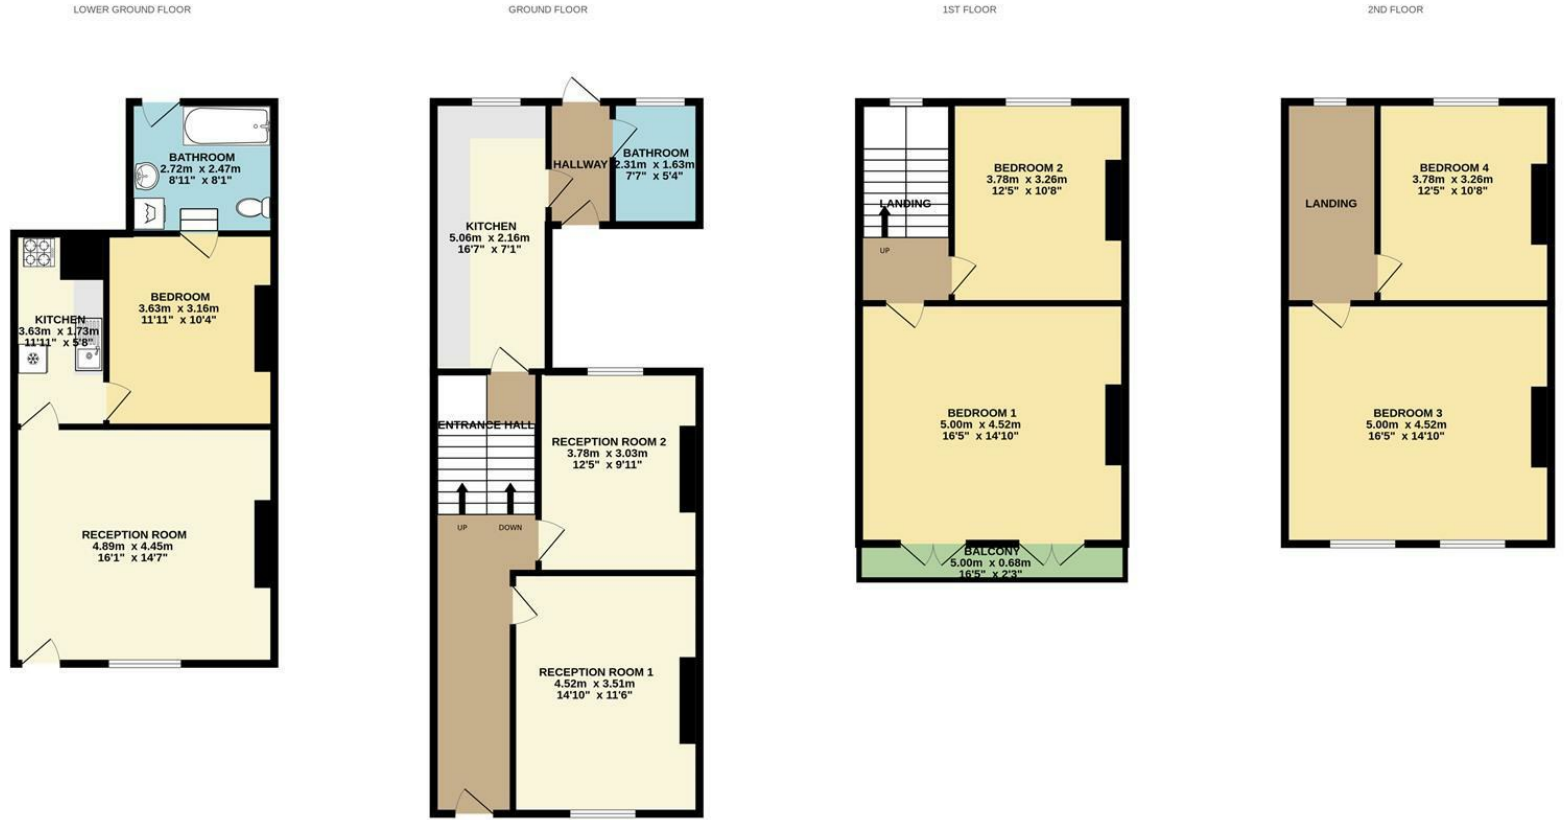 LOWER GROUND FLOOR
BATHROOM
2.72m x 2.47m
8'11" x 8'1"
KITCHEN
3.63m x 1.73m
11'11" x 5'8"
BEDROOM
3.63m x 3.16m
11'11" x 10'4"
RECEPTION ROOM
4.89m x 4.45m
16'1" x 14'7"
GROUND FLOOR
HALLWAY
BATHROOM
2.31m x 1.63m
7'7" x 5'4"
KITCHEN
5.06m x 2.16m
16'7" x 7'1"
ENTRANCE HALL
RECEPTION ROOM 2
3.78m x 3.03m
12'5" x 9'11"
UP
DOWN
RECEPTION ROOM 1
4.52m x 3.51m
14'10" x 11'6"
1ST FLOOR
BEDROOM 2
3.78m x 3.26m
12'5" x 10'8"
LANDING
UP
BEDROOM 1
5.00m x 4.52m
16'5" x 14'10"
BALCONY
5.00m x 0.68m
16'5" x 2'3"
2ND FLOOR
BEDROOM 4
3.78m x 3.26m
12'5" x 10'8"
LANDING
BEDROOM 3
5.00m x 4.52m
16'5" x 14'10"